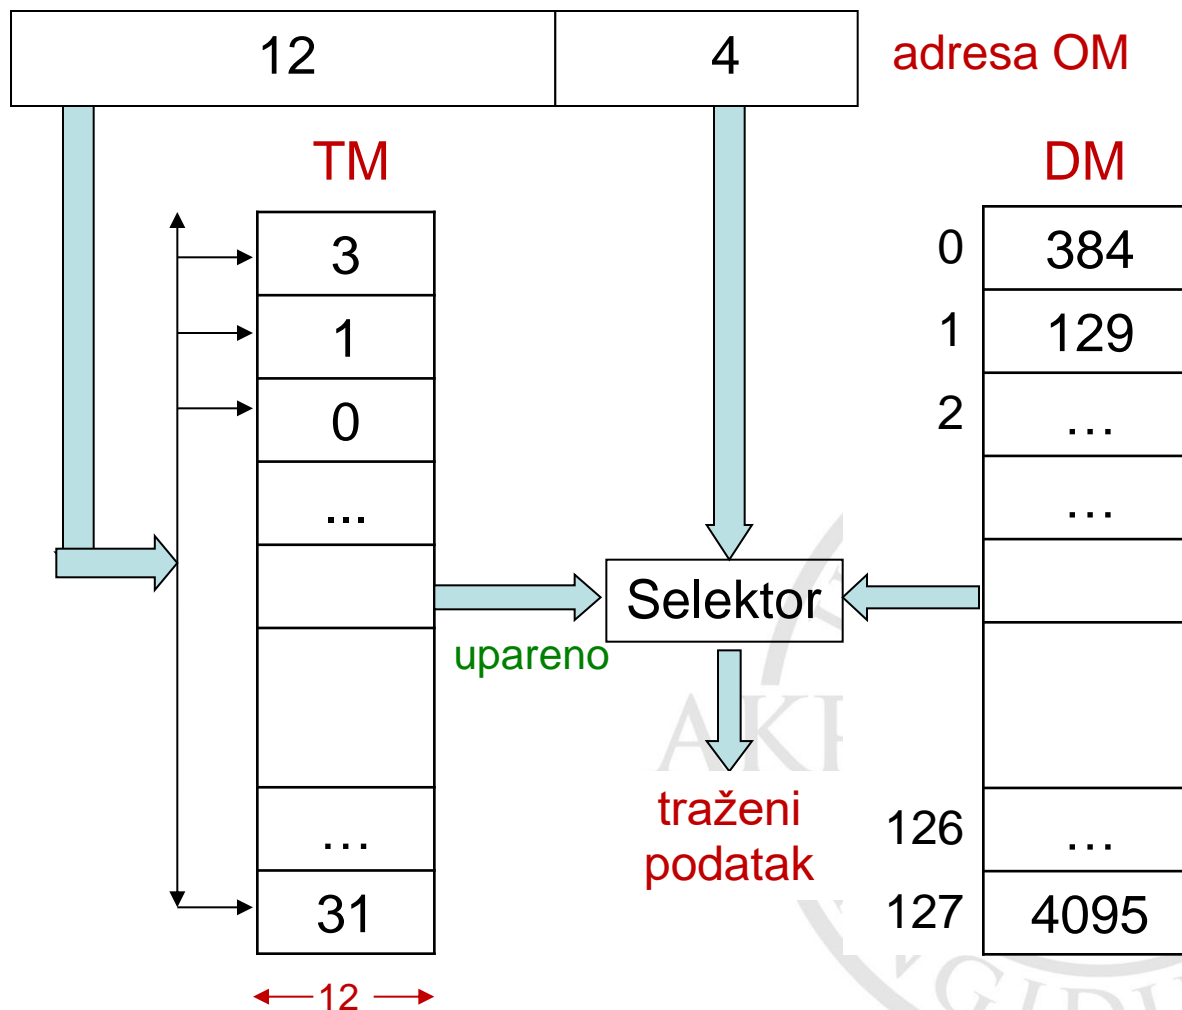 12 4 adresa OM
TM DM
3 0 384
1 1 129
0 2 …
... …
Selektor
upareno
traženi
podatak
… 126 …
31 127 4095
12